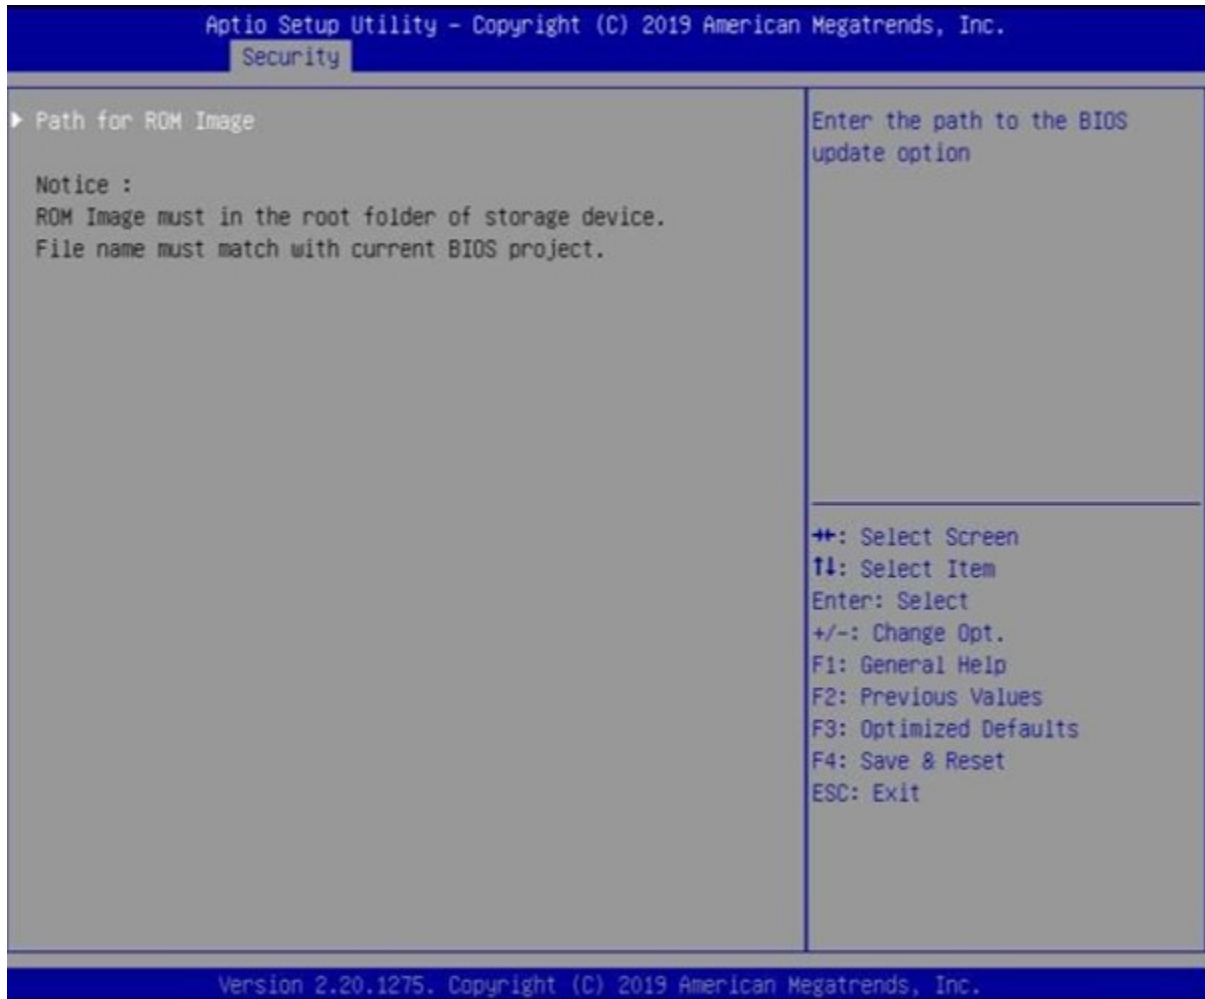 Aptio Setup Utility – Copyright (C) 2019 American Megatrends, Inc.
Security
Path for ROM Image
Notice :
ROM Image must in the root folder of storage device.
File name must match with current BIOS project.
Enter the path to the BIOS
update option
→←: Select Screen
↑↓: Select Item
Enter: Select
+/-: Change Opt.
F1: General Help
F2: Previous Values
F3: Optimized Defaults
F4: Save & Reset
ESC: Exit
Version 2.20.1275. Copyright (C) 2019 American Megatrends, Inc.